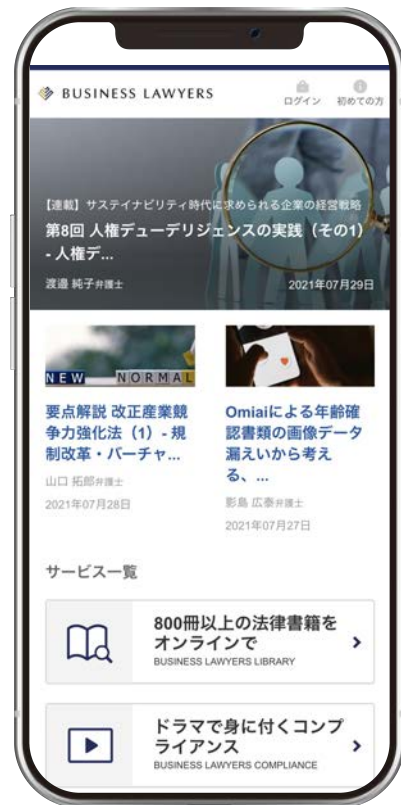 BUSINESS LAWYERS
ログイン
初めての方
【連載】サステイナビリティ時代に求められる企業の経営戦略
第8回 人権デューデリジェンスの実践（その1）
- 人権デ...
渡邉 純子弁護士
2021年07月29日
NEW NORMAL
要点解説 改正産業競
争力強化法（1）- 規
制改革・バーチャ...
山口 拓郎弁護士
2021年07月28日
Omiaiによる年齢確
認書類の画像データ
漏えいから考え
る、...
影島 広泰弁護士
2021年07月27日
サービス一覧
800冊以上の法律書籍を
オンラインで
BUSINESS LAWYERS LIBRARY
ドラマで身に付くコンプ
ライアンス
BUSINESS LAWYERS COMPLIANCE